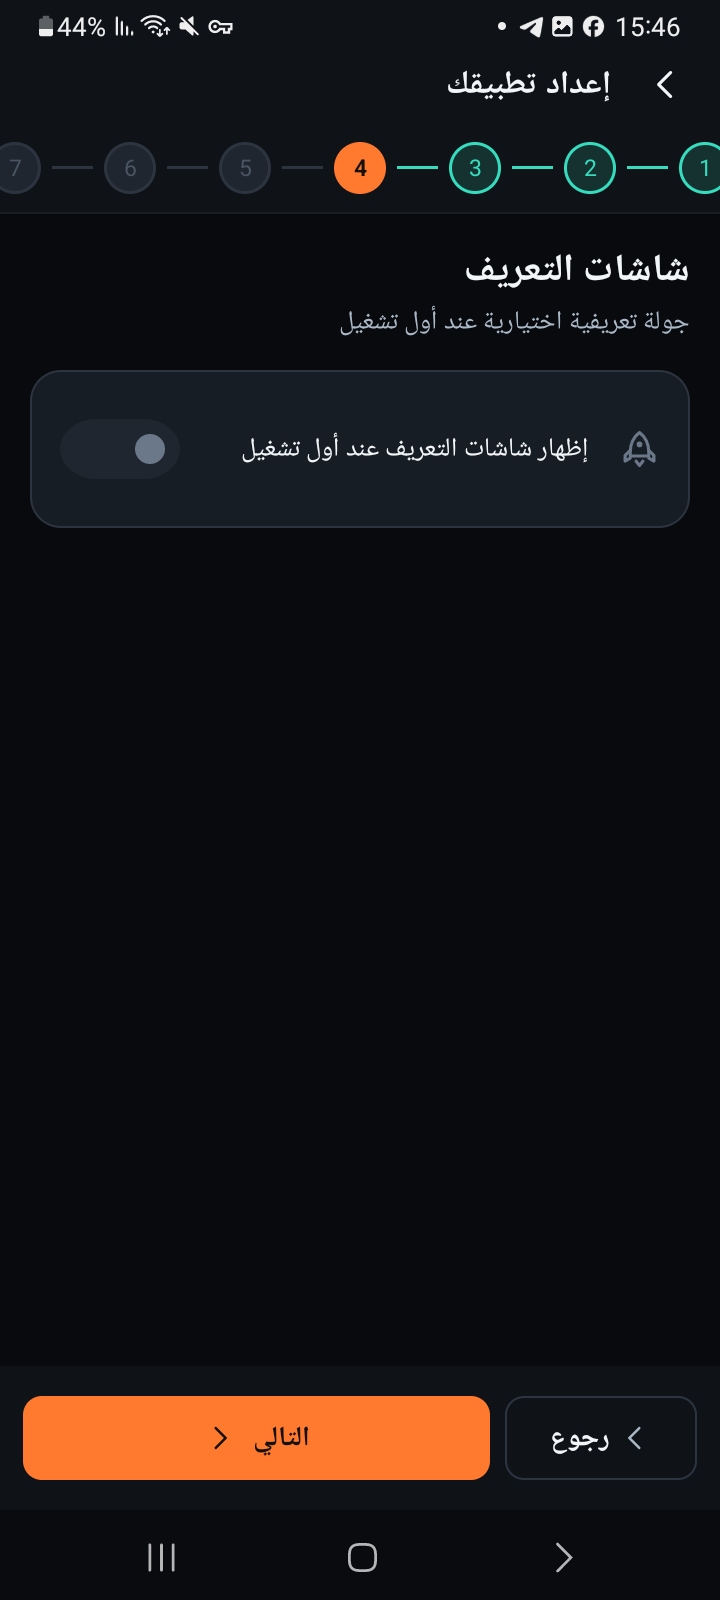 15:46
44%
إعداد تطبيقك
1 2 3 4 5 6 7
شاشات التعريف
جولة تعريفية اختيارية عند أول تشغيل
إظهار شاشات التعريف عند أول تشغيل
رجوع
التالي